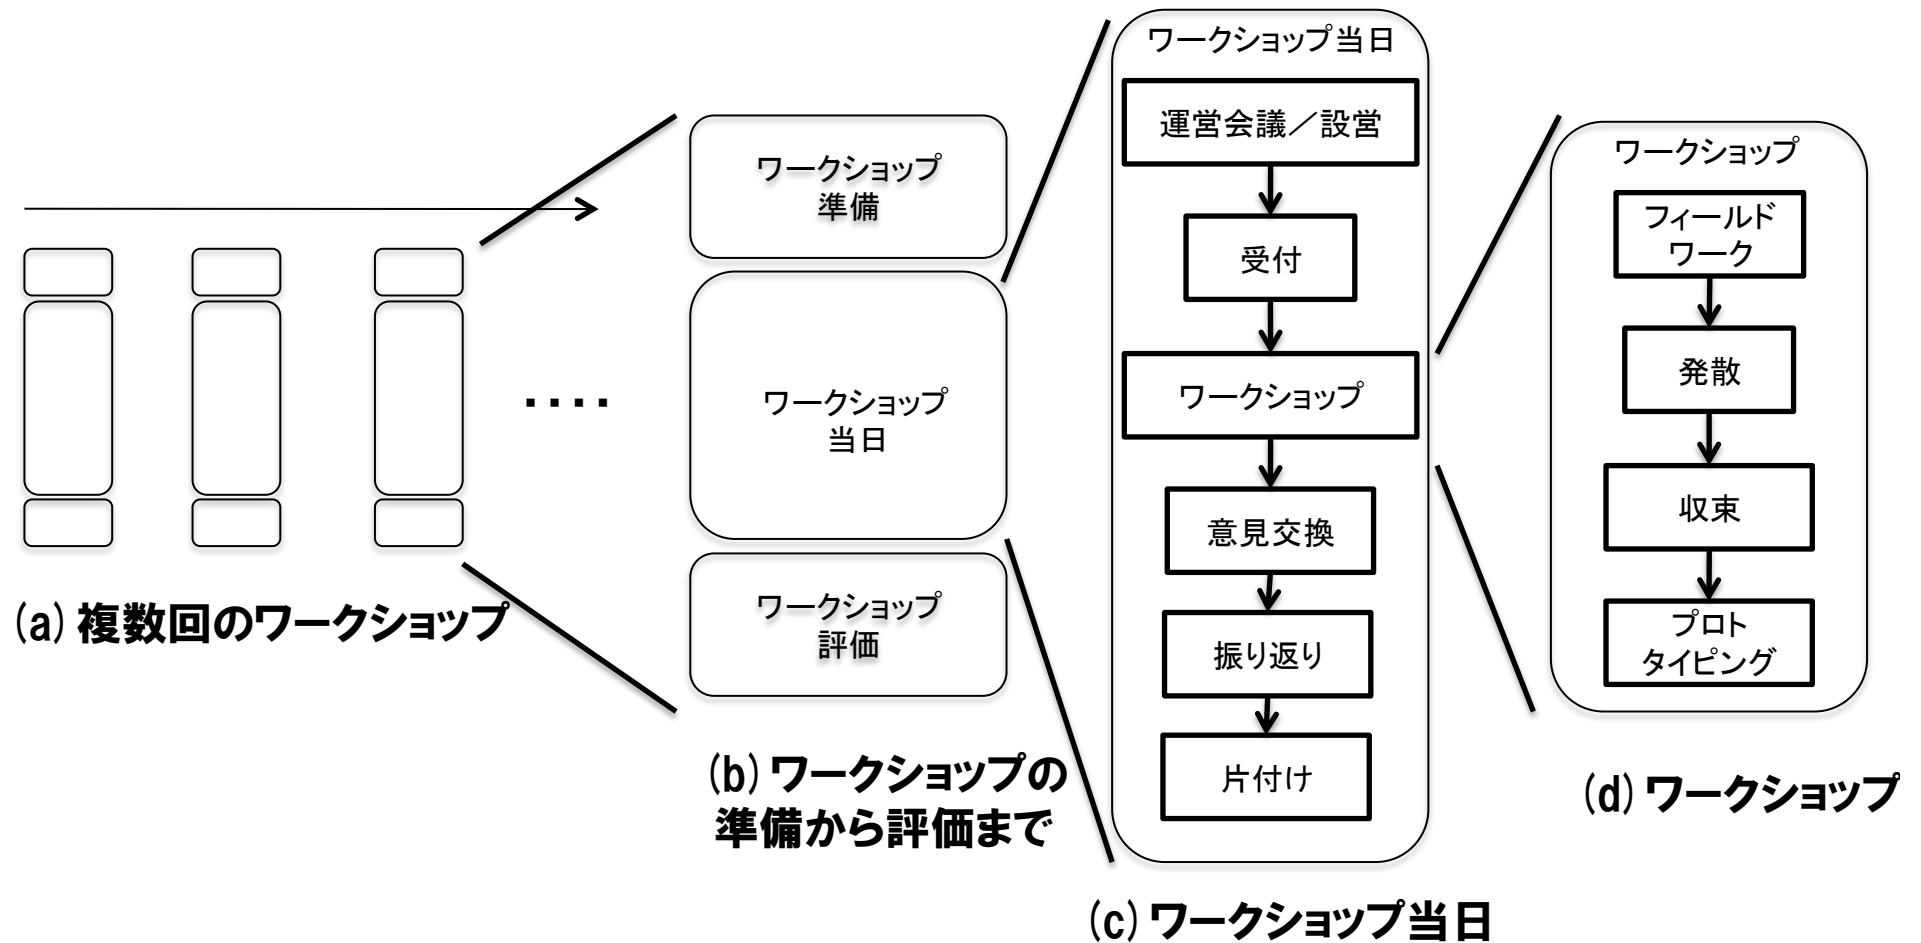 (a) 複数回のワークショップ
ワークショップ
準備
ワークショップ
当日
ワークショップ
評価
(b) ワークショップの
準備から評価まで
ワークショップ当日
運営会議／設営
受付
ワークショップ
意見交換
振り返り
片付け
(c) ワークショップ当日
ワークショップ
フィールド
ワーク
発散
収束
プロト
タイピング
(d) ワークショップ